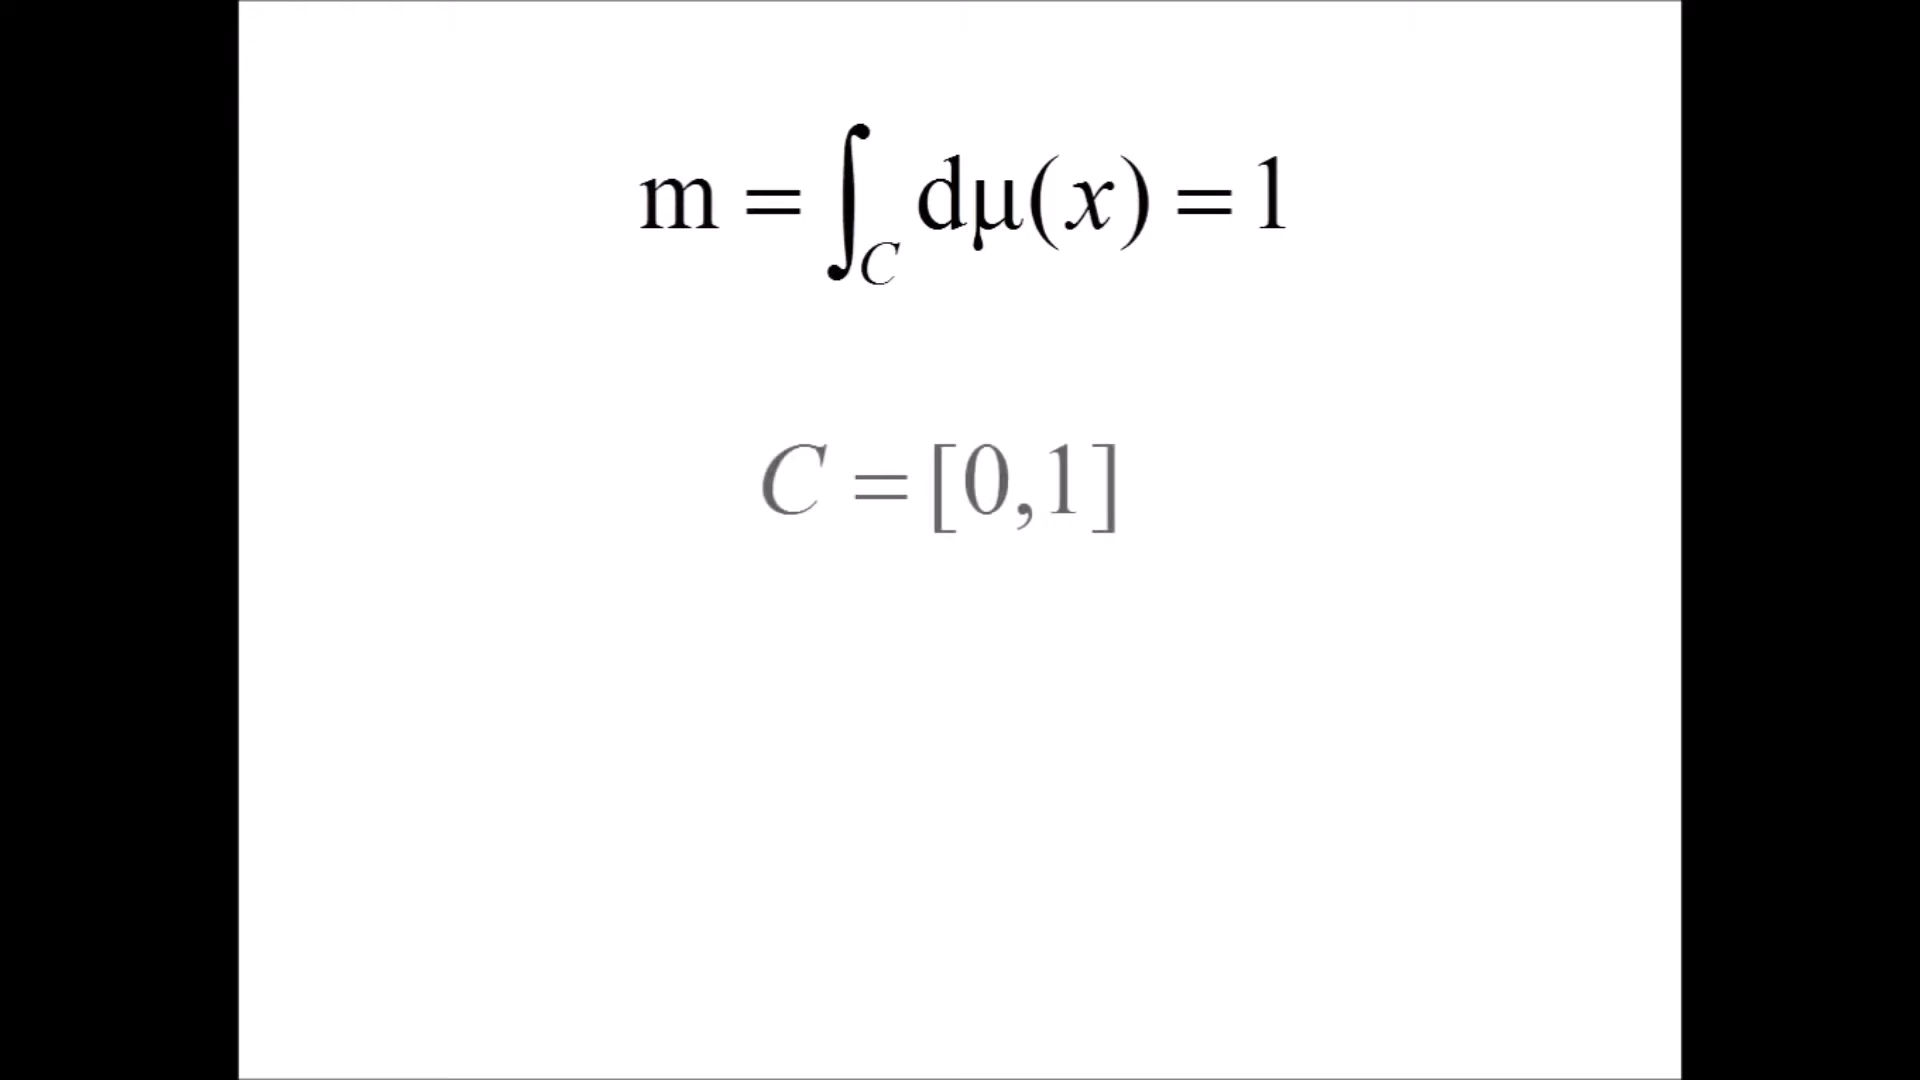 m = ∫_C dμ(x) = 1
C = [0,1]